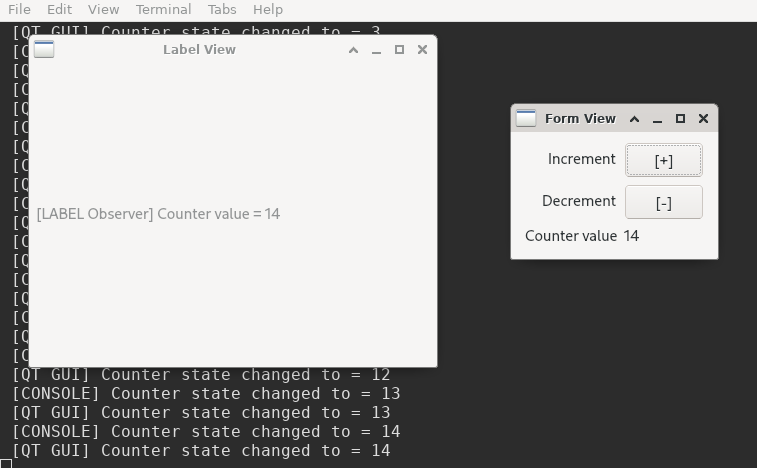 File Edit View Terminal Tabs Help
[QT GUI] Counter state changed to = 3
Label View
[LABEL Observer] Counter value = 14
Form View
Increment [+]
Decrement [-]
Counter value 14
[QT GUI] Counter state changed to = 12
[CONSOLE] Counter state changed to = 13
[QT GUI] Counter state changed to = 13
[CONSOLE] Counter state changed to = 14
[QT GUI] Counter state changed to = 14